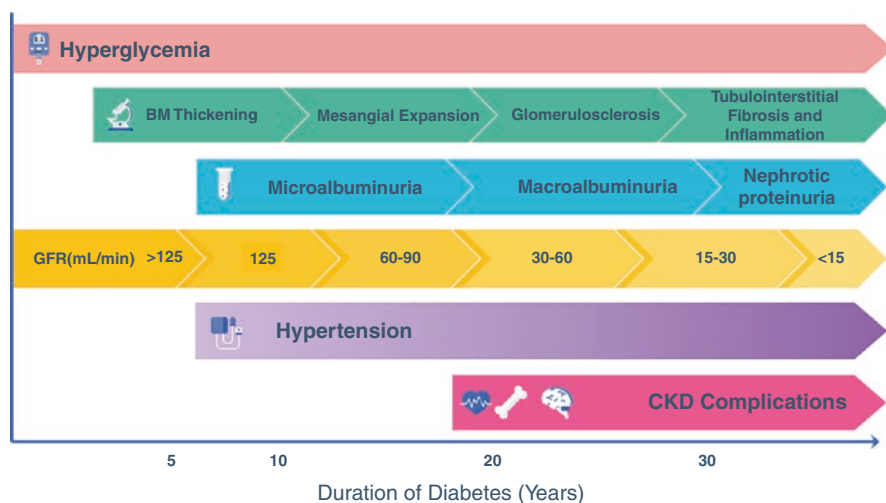 Hyperglycemia
BM Thickening
Mesangial Expansion
Glomerulosclerosis
Tubulointerstitial
Fibrosis and
Inflammation
Microalbuminuria
Macroalbuminuria
Nephrotic
proteinuria
GFR(mL/min) >125 125 60-90 30-60 15-30 <15
Hypertension
CKD Complications
5 10 20 30
Duration of Diabetes (Years)